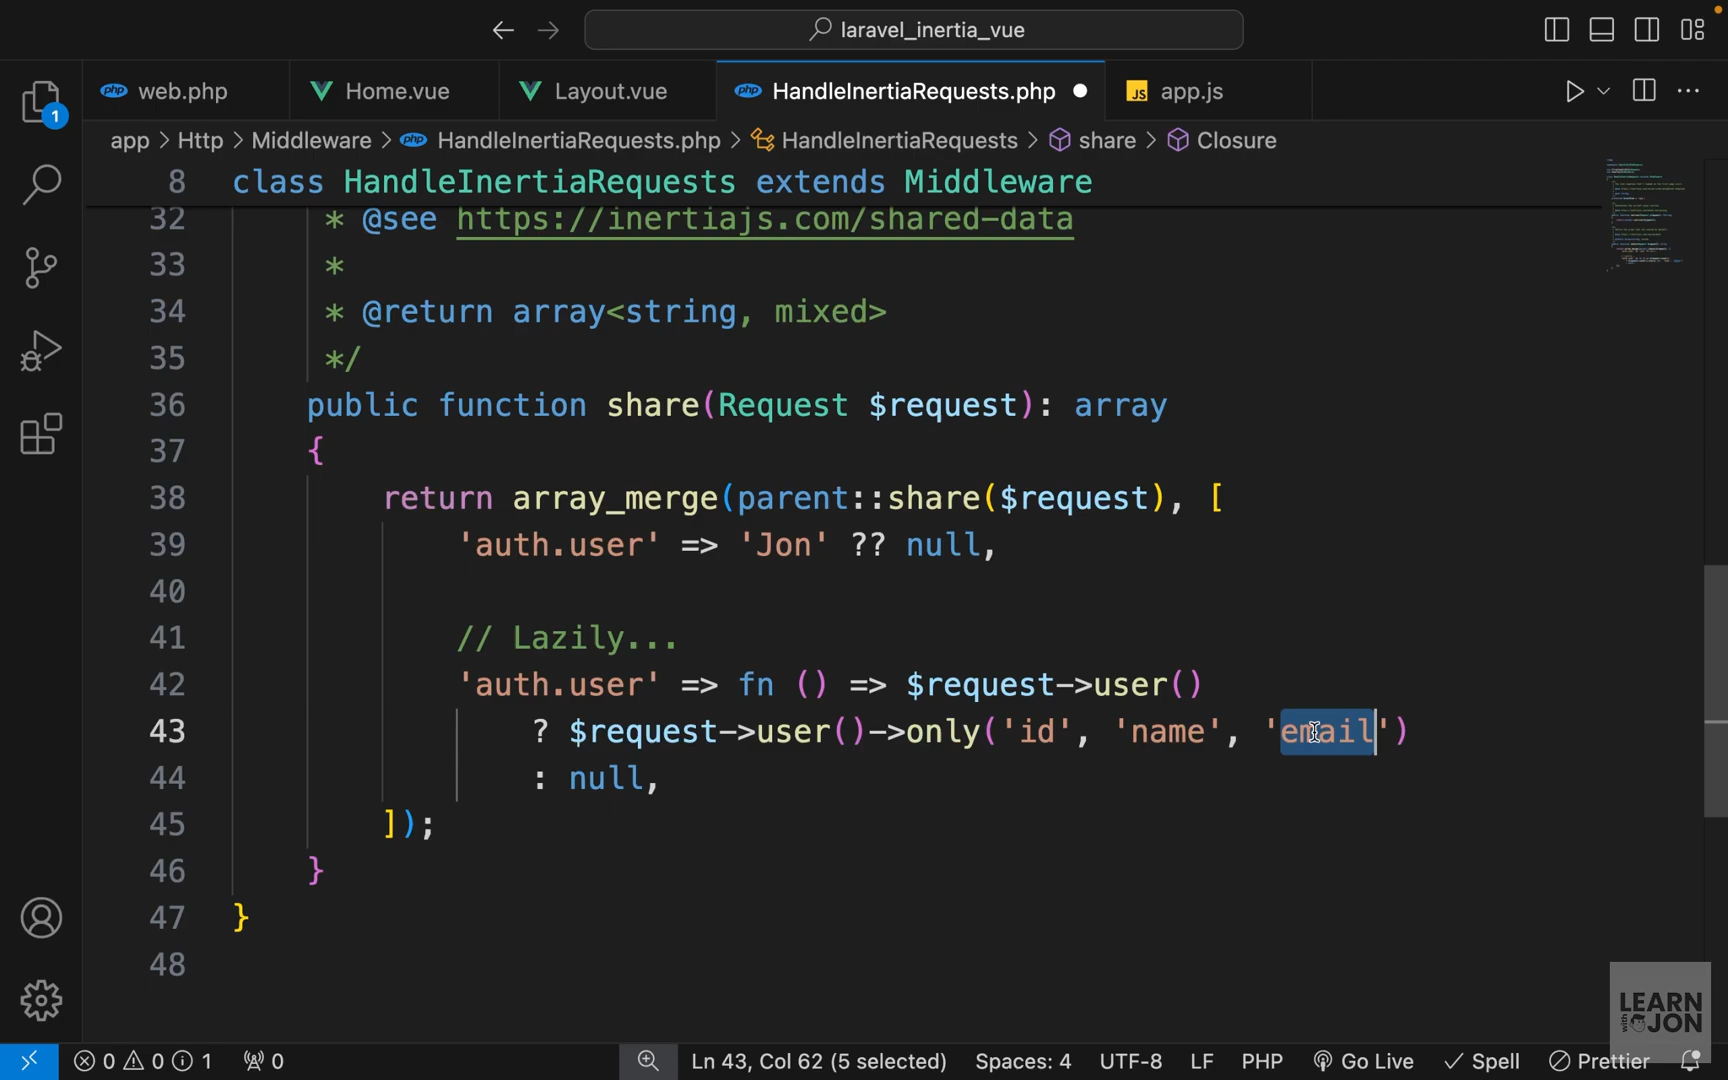 laravel_inertia_vue
web.php
Home.vue
Layout.vue
HandleInertiaRequests.php
JS app.js
app > Http > Middleware > php HandleInertiaRequests.php > HandleInertiaRequests > share > Closure
8 class HandleInertiaRequests extends Middleware
32 * @see https://inertiajs.com/shared-data
33 *
34 * @return array<string, mixed>
35 */
36 public function share(Request $request): array
37 {
38 return array_merge(parent::share($request), [
39 'auth.user' => 'Jon' ?? null,
40
41 // Lazily...
42 'auth.user' => fn () => $request->user()
43 ? $request->user()->only('id', 'name', 'email')
44 : null,
45 ]);
46 }
47 }
48
1
LEARN
with JON
0 0 1 0 Ln 43, Col 62 (5 selected) Spaces: 4 UTF-8 LF PHP Go Live Spell Prettier